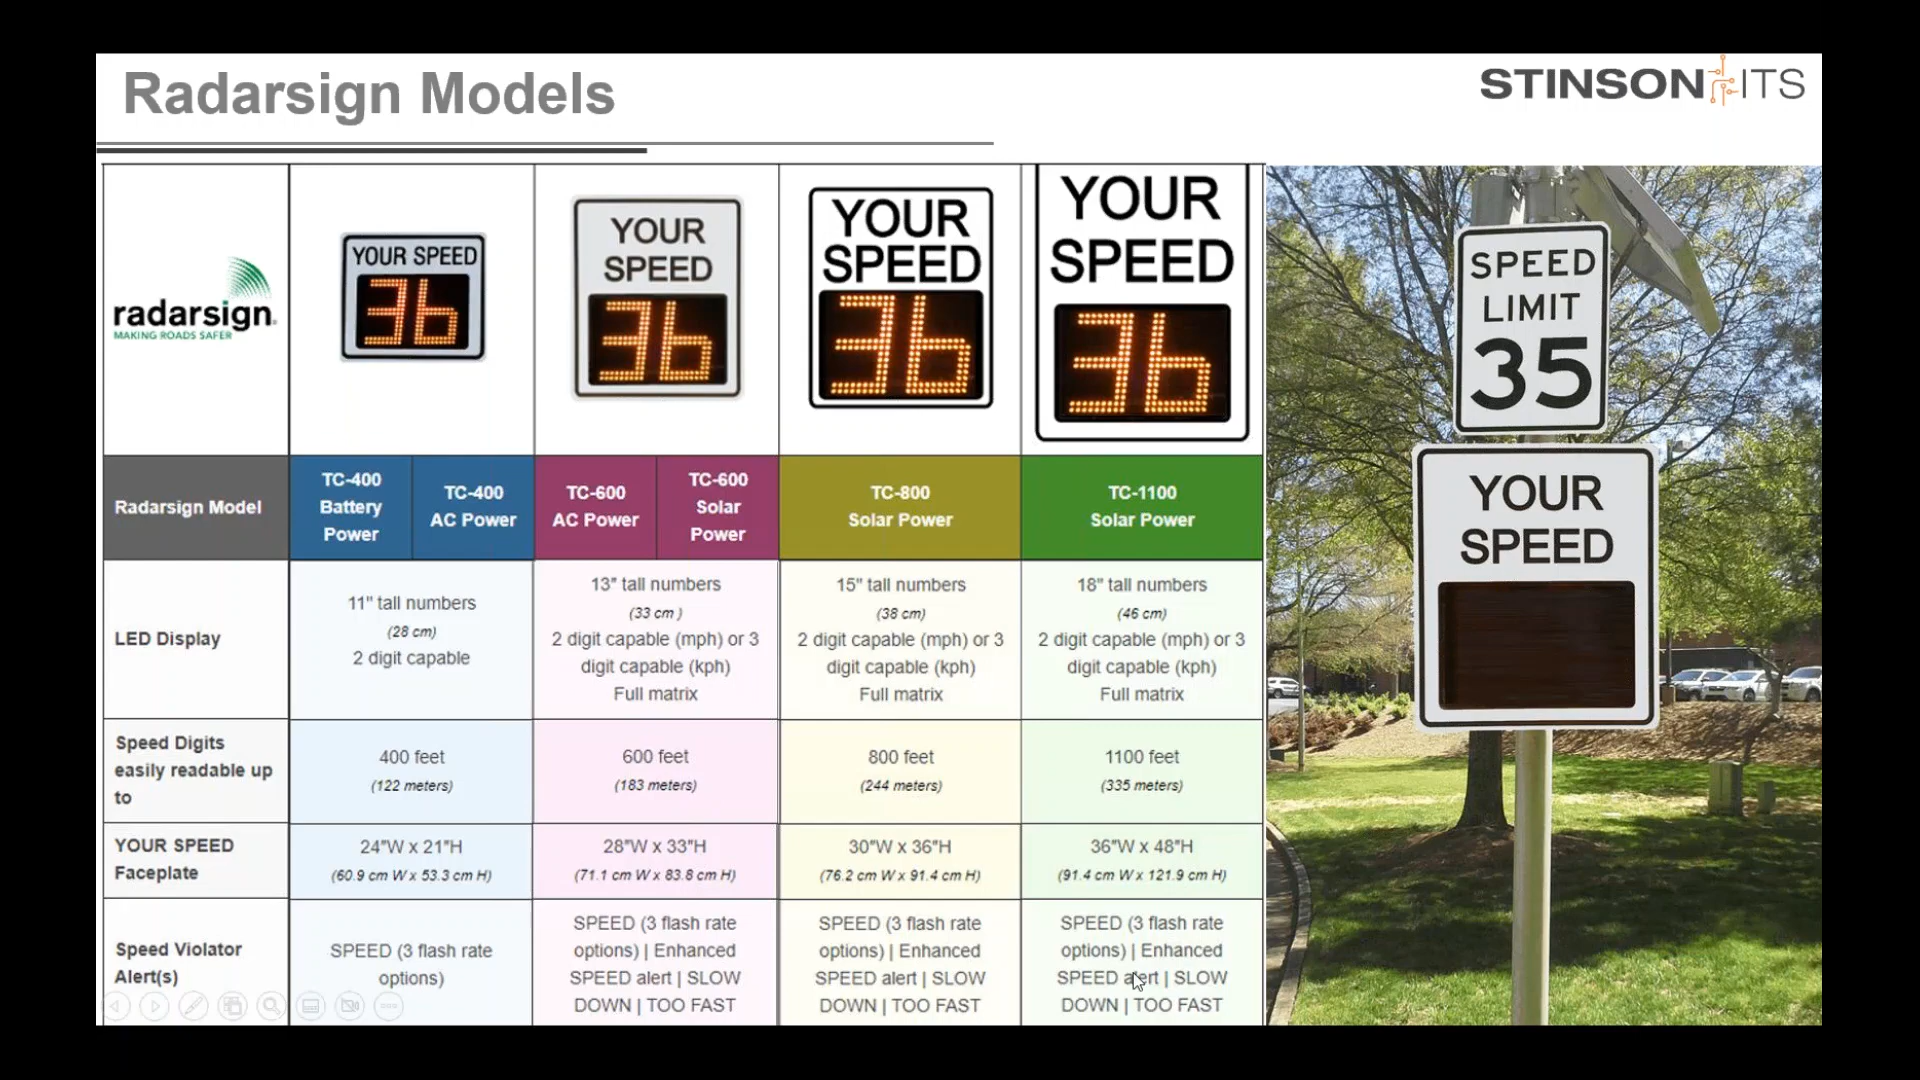 Radarsign Models
STINSON ITS
radarsign
MAKING ROADS SAFER
YOUR SPEED
36
YOUR
SPEED
36
YOUR
SPEED
36
YOUR
SPEED
36
Radarsign Model
TC-400
Battery
Power
TC-400
AC Power
TC-600
AC Power
TC-600
Solar
Power
TC-800
Solar Power
TC-1100
Solar Power
LED Display
11" tall numbers
(28 cm)
2 digit capable
13" tall numbers
(33 cm )
2 digit capable (mph) or 3
digit capable (kph)
Full matrix
15" tall numbers
(38 cm)
2 digit capable (mph) or 3
digit capable (kph)
Full matrix
18" tall numbers
(46 cm)
2 digit capable (mph) or 3
digit capable (kph)
Full matrix
Speed Digits
easily readable up
to
400 feet
(122 meters)
600 feet
(183 meters)
800 feet
(244 meters)
1100 feet
(335 meters)
YOUR SPEED
Faceplate
24"W x 21"H
(60.9 cm W x 53.3 cm H)
28"W x 33"H
(71.1 cm W x 83.8 cm H)
30"W x 36"H
(76.2 cm W x 91.4 cm H)
36"W x 48"H
(91.4 cm W x 121.9 cm H)
Speed Violator
Alert(s)
SPEED (3 flash rate
options)
SPEED (3 flash rate
options) | Enhanced
SPEED alert | SLOW
DOWN | TOO FAST
SPEED (3 flash rate
options) | Enhanced
SPEED alert | SLOW
DOWN | TOO FAST
SPEED (3 flash rate
options) | Enhanced
SPEED alert | SLOW
DOWN | TOO FAST
SPEED
LIMIT
35
YOUR
SPEED